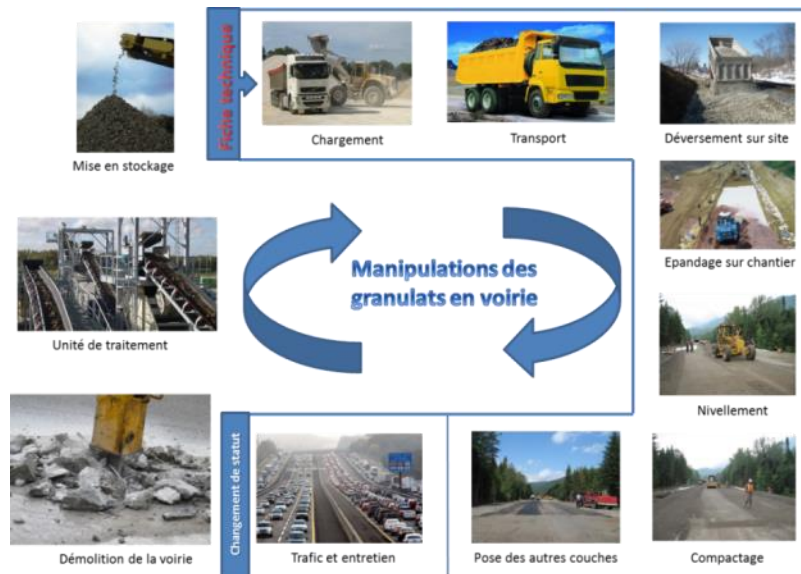 Fiche technique
Chargement
Transport
Déversement sur site
Mise en stockage
Epandage sur chantier
Manipulations des
granulats en voirie
Unité de traitement
Nivellement
Changement de statut
Démolition de la voirie
Trafic et entretien
Pose des autres couches
Compactage